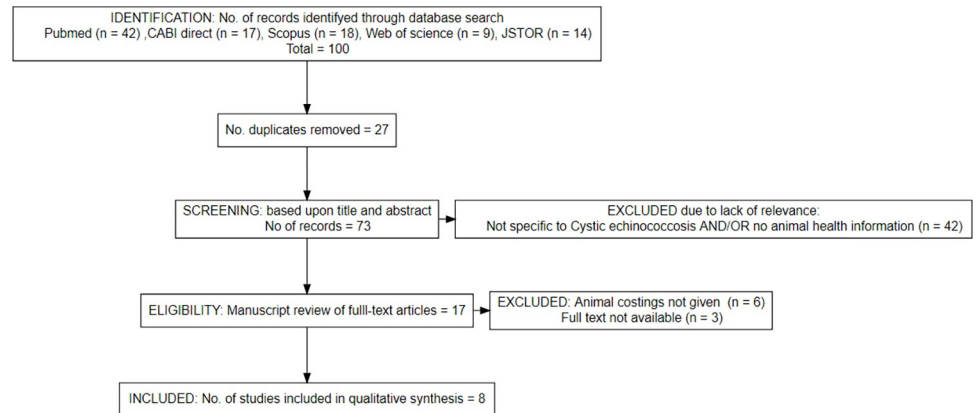 IDENTIFICATION: No. of records identifyed through database search
Pubmed (n = 42) ,CABI direct (n = 17), Scopus (n = 18), Web of science (n = 9), JSTOR (n = 14)
Total = 100
No. duplicates removed = 27
SCREENING: based upon title and abstract
No of records = 73
EXCLUDED due to lack of relevance:
Not specific to Cystic echinococcosis AND/OR no animal health information (n = 42)
ELIGIBILITY: Manuscript review of fulll-text articles = 17
EXCLUDED: Animal costings not given (n = 6)
Full text not available (n = 3)
INCLUDED: No. of studies included in qualitative synthesis = 8